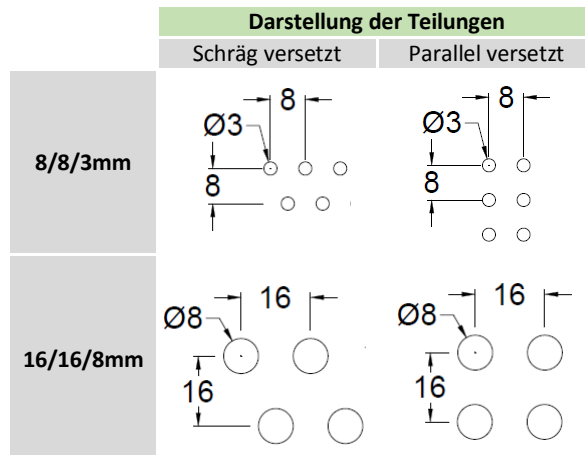 Darstellung der Teilungen
Schräg versetzt Parallel versetzt
8/8/3mm
8
Ø3
8
8
Ø3
8
16/16/8mm
16
Ø8
16
16
Ø8
16